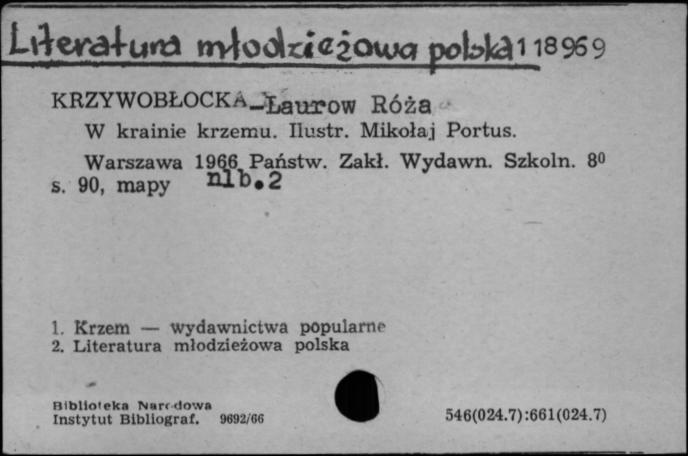 Literatura młodzieżowa polska 118969
KRZYWOBŁOCKA-Laurow Róża
W krainie krzemu. Ilustr. Mikołaj Portus.
Warszawa 1966 Państw. Zakł. Wydawn. Szkoln. 8⁰
s. 90, mapy nlb.2
1. Krzem — wydawnictwa popularne
2. Literatura młodzieżowa polska
Biblioteka Narodowa
Instytut Bibliograf. 9692/66
546(024.7):661(024.7)